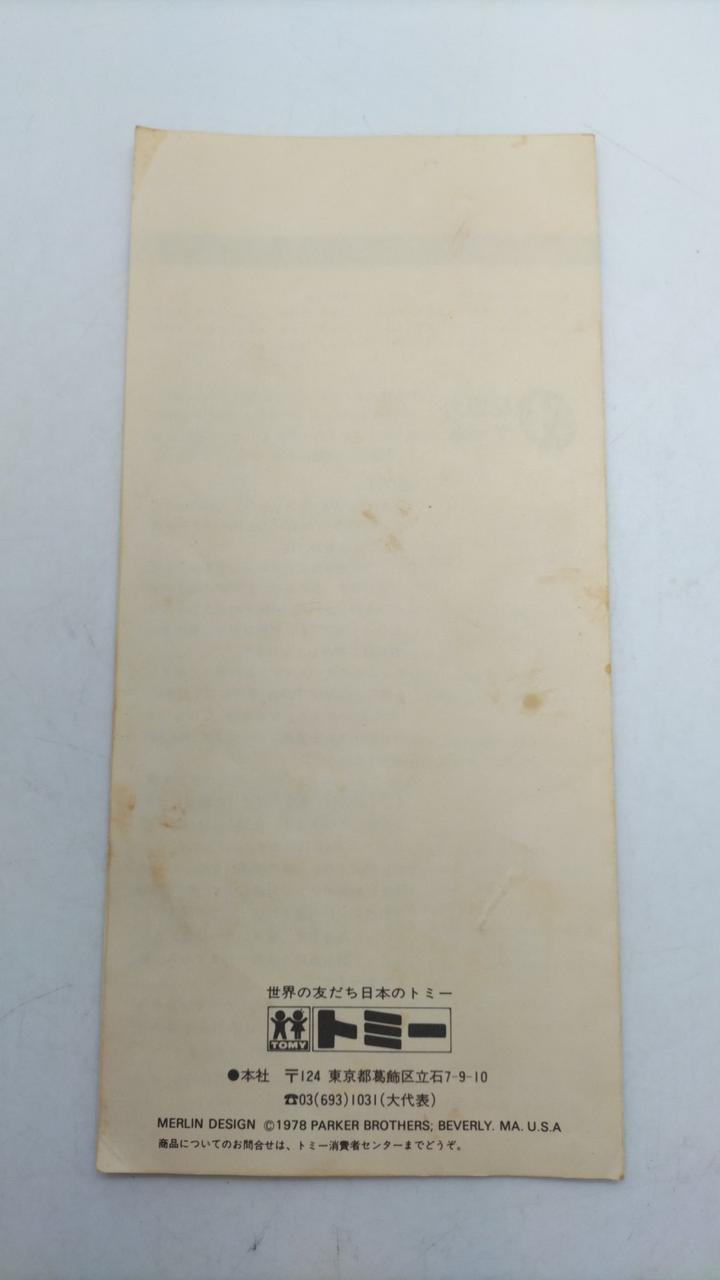 世界の友だち日本のトミー
TOMY トミー
●本社 〒124 東京都葛飾区立石7-9-10
☎03(693)1031(大代表)
MERLIN DESIGN ©1978 PARKER BROTHERS; BEVERLY. MA. U.S.A
商品についてのお問合せは、トミー消費者センターまでどうぞ。